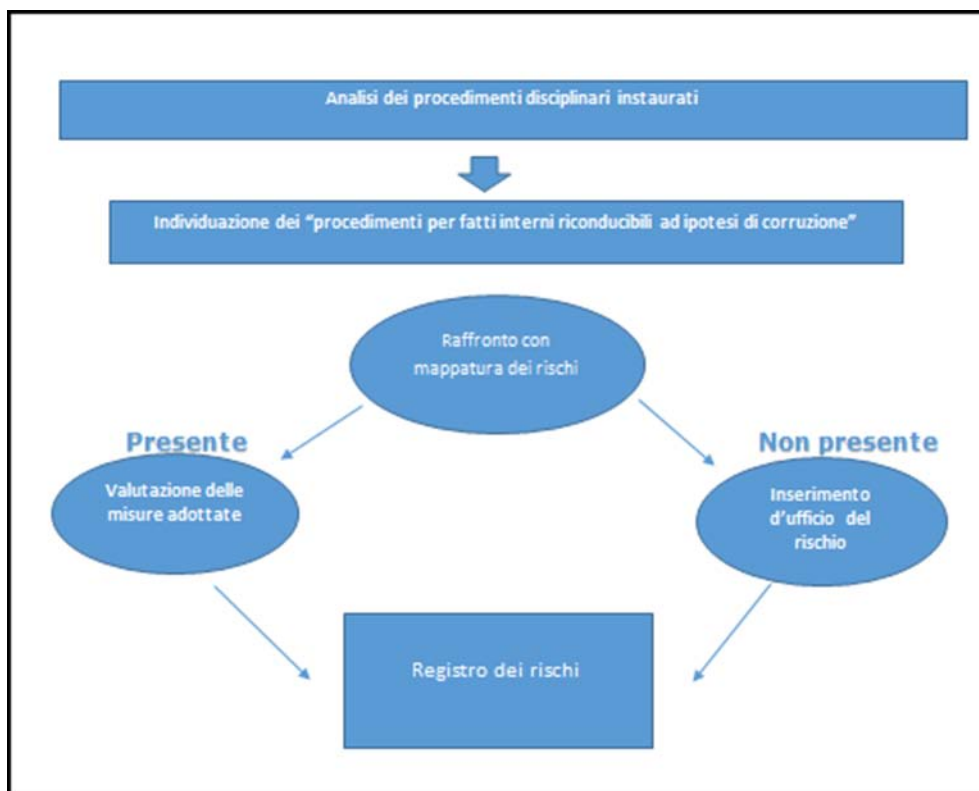 Analisi dei procedimenti disciplinari instaurati
Individuazione dei “procedimenti per fatti interni riconducibili ad ipotesi di corruzione”
Raffronto con
mappatura dei rischi
Presente
Non presente
Valutazione delle
misure adottate
Inserimento
d’ufficio del
rischio
Registro dei rischi